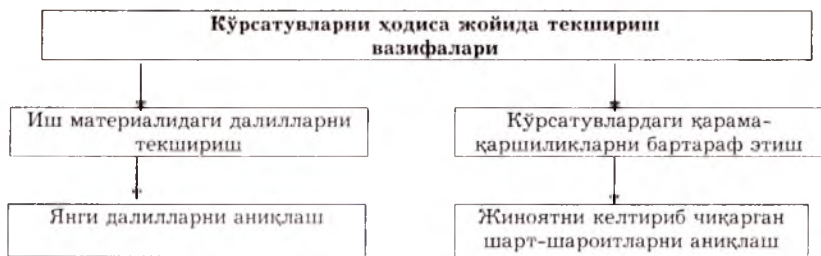 Кўрсатувларни ҳодиса жойида текшириш
вазифалари
Иш материалидаги далилларни
текшириш
Кўрсатувлардаги қарама-
қаршиликларни бартараф этиш
Янги далилларни аниқлаш
Жиноятни келтириб чиқарган
шарт-шароитларни аниқлаш